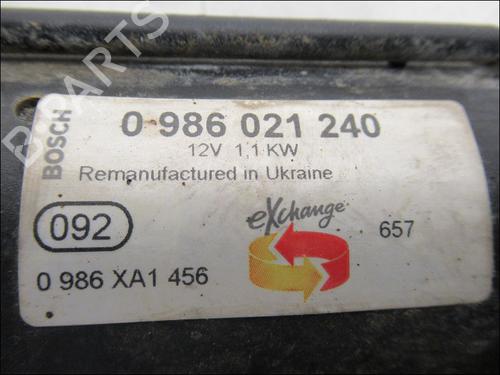 B-PARTS
BOSCH
0 986 021 240
12V 1,1 KW
Remanufactured in Ukraine
092
eXchange
657
0 986 XA1 456